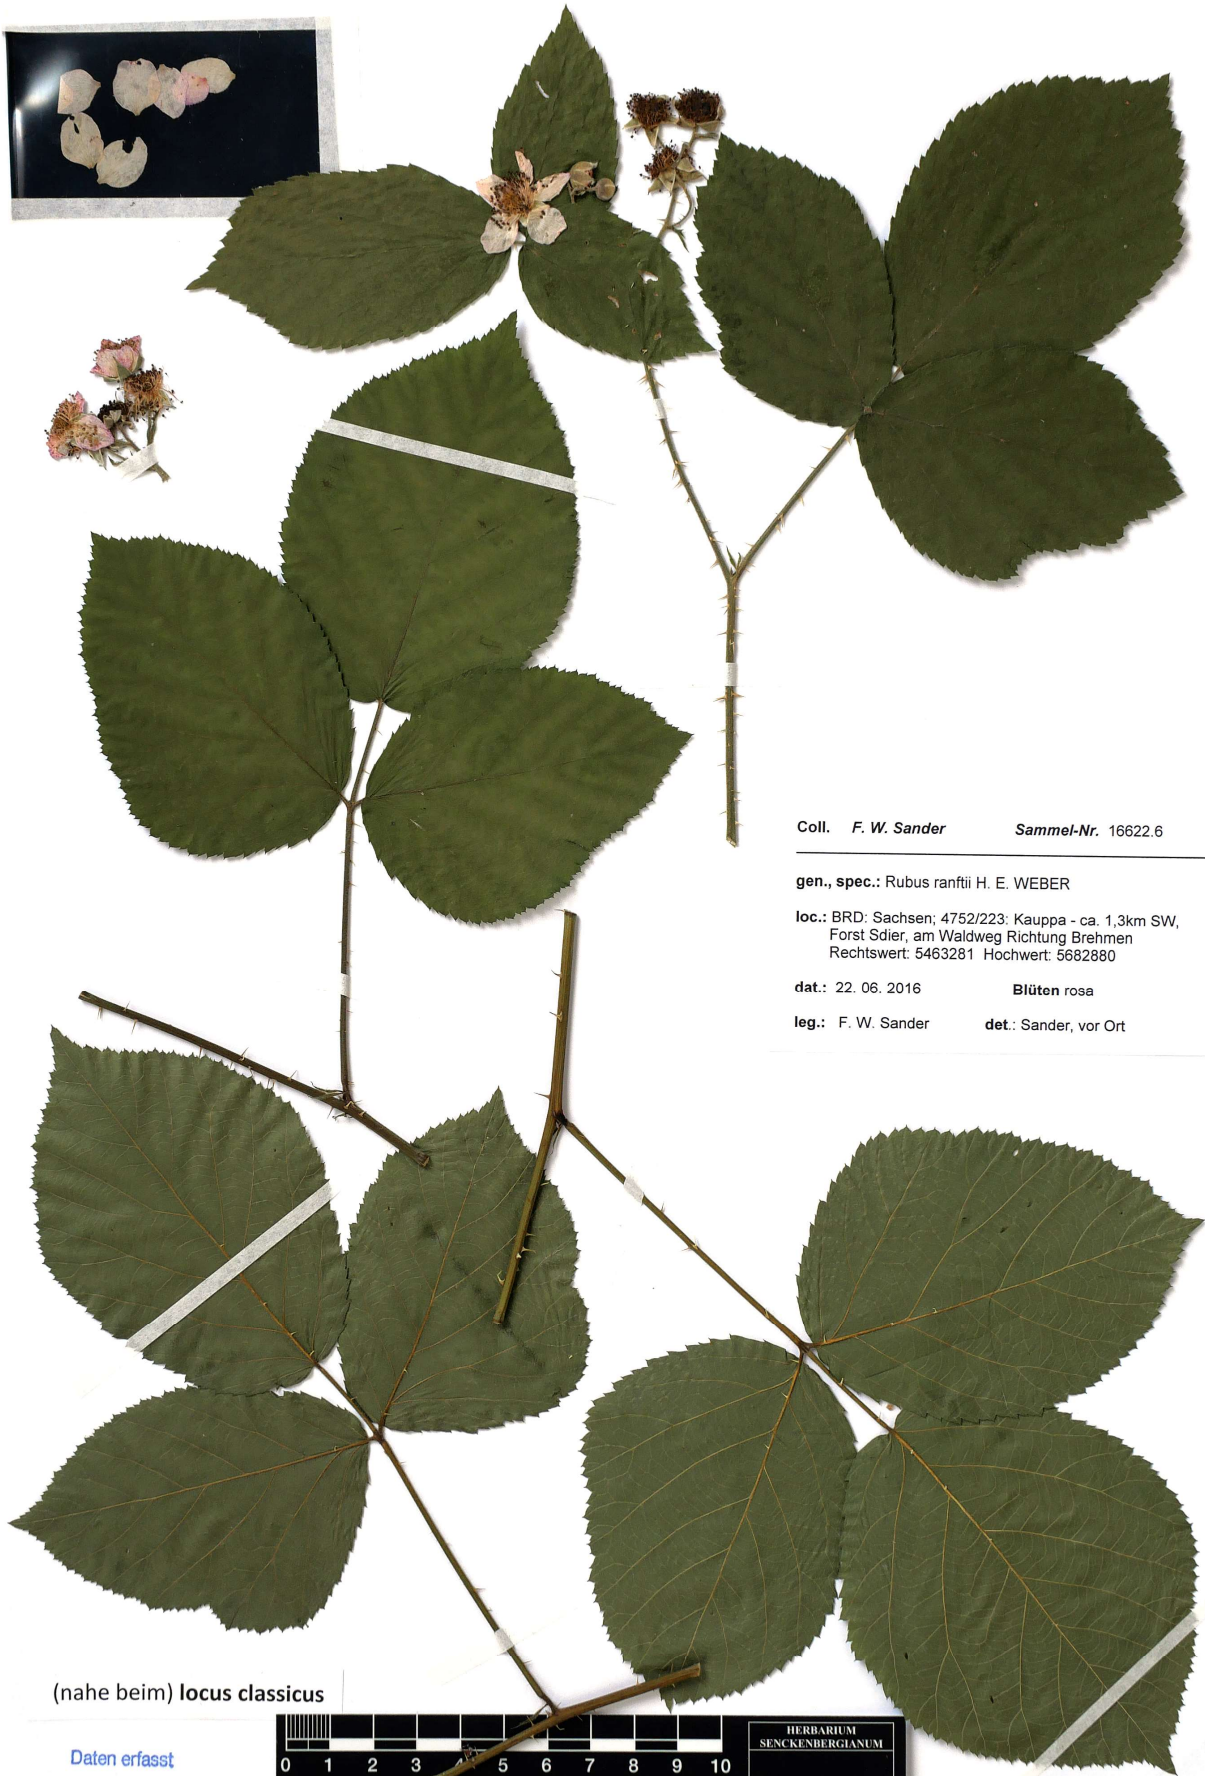 Coll. F. W. Sander Sammel-Nr. 16622.6
gen., spec.: Rubus ranftii H. E. WEBER
loc.: BRD: Sachsen; 4752/223: Kauppa - ca. 1,3km SW,
Forst Sdier, am Waldweg Richtung Brehmen
Rechtswert: 5463281 Hochwert: 5682880
dat.: 22. 06. 2016 Blüten rosa
leg.: F. W. Sander det.: Sander, vor Ort
(nahe beim) locus classicus
Daten erfasst
0 1 2 3 4 5 6 7 8 9 10
HERBARIUM
SENCKENBERGIANUM